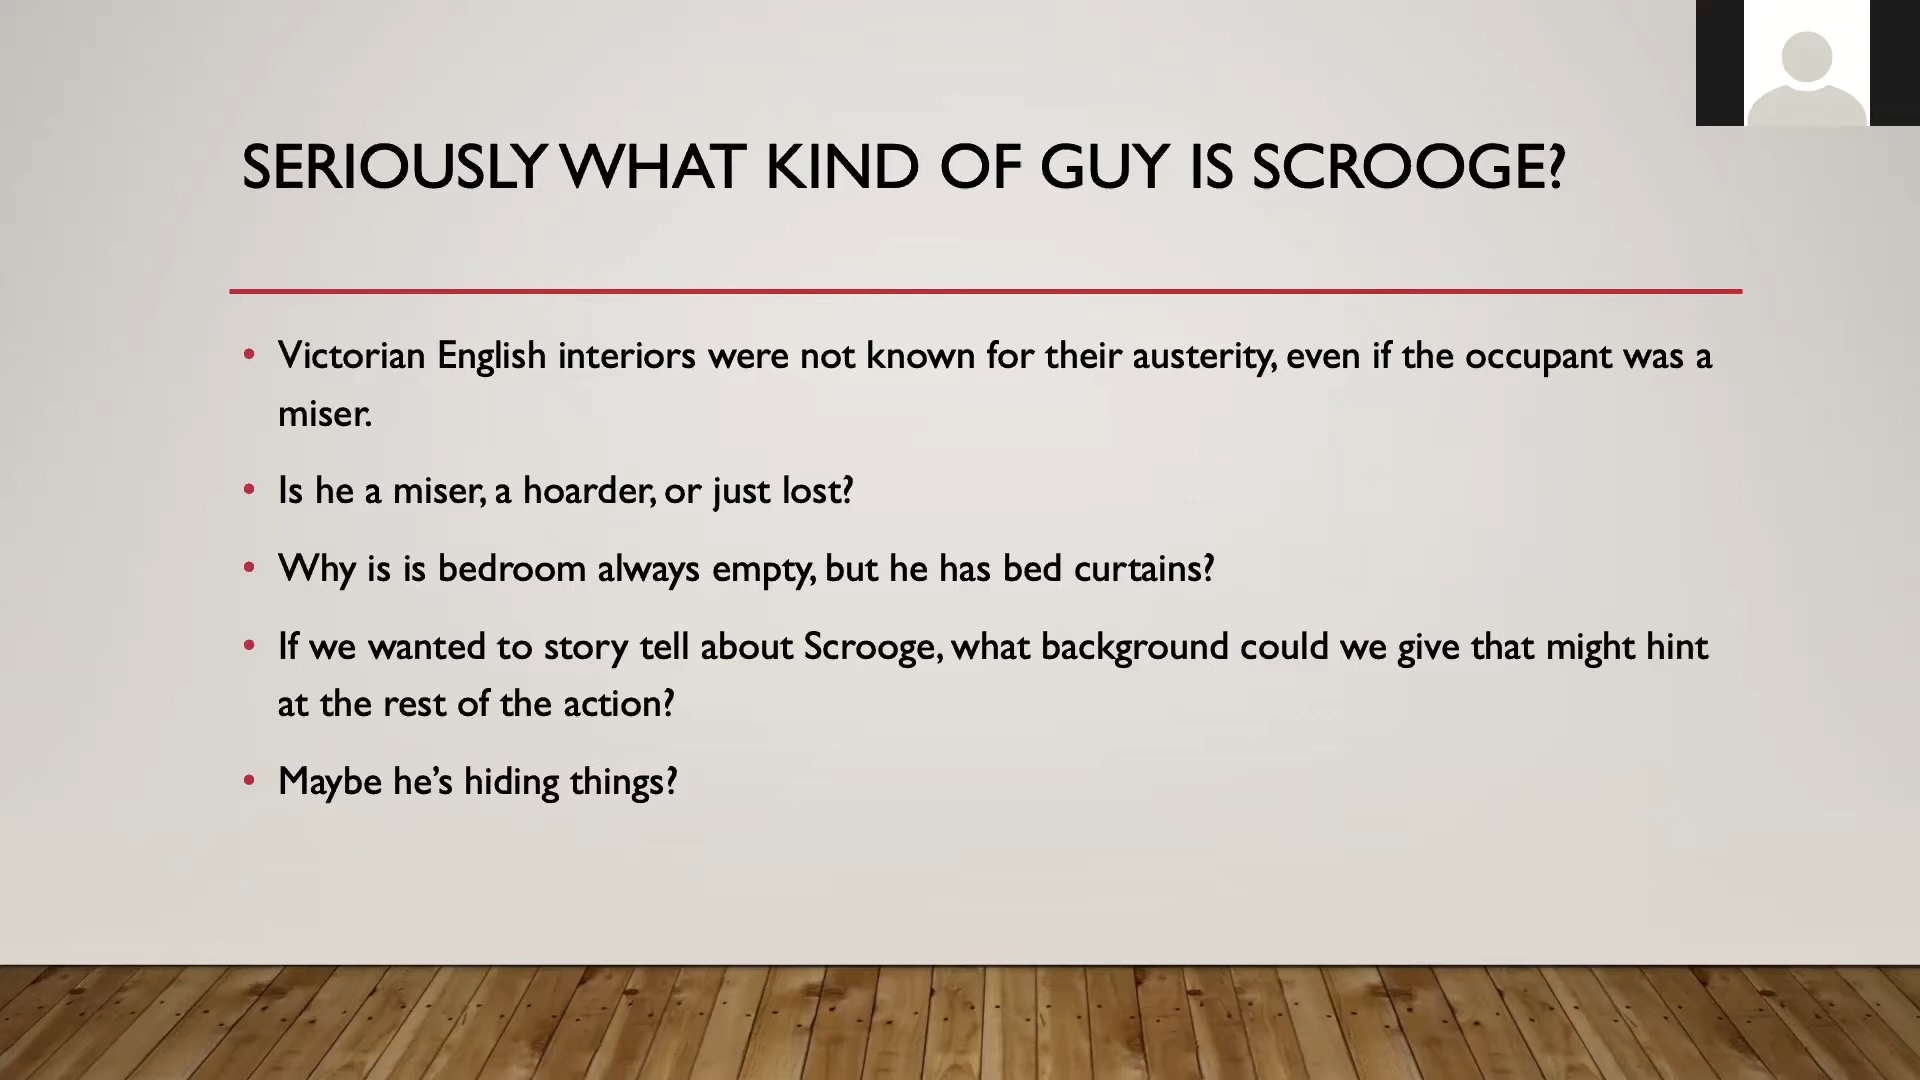 SERIOUSLY WHAT KIND OF GUY IS SCROOGE?
• Victorian English interiors were not known for their austerity, even if the occupant was a
miser.
• Is he a miser, a hoarder, or just lost?
• Why is is bedroom always empty, but he has bed curtains?
• If we wanted to story tell about Scrooge, what background could we give that might hint
at the rest of the action?
• Maybe he’s hiding things?